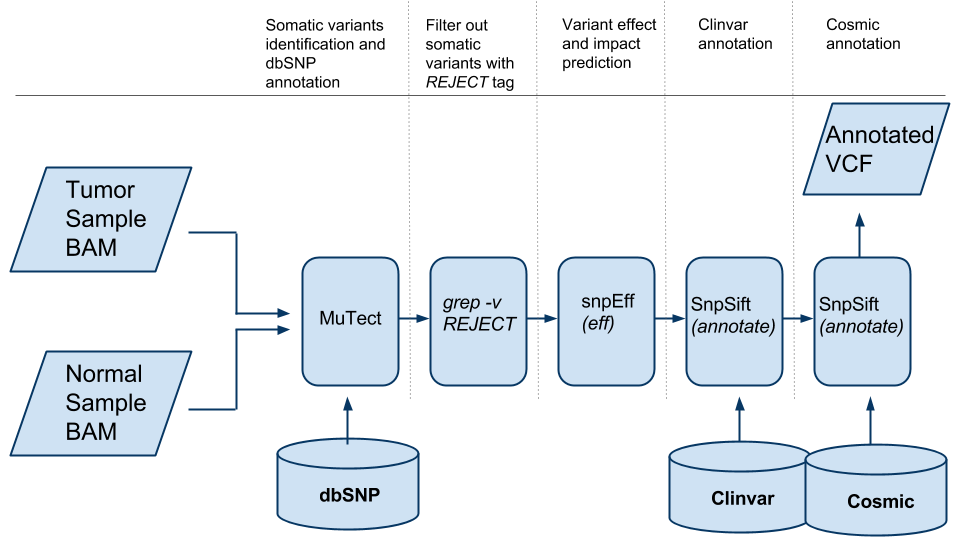 Somatic variants
identification and
dbSNP
annotation
Filter out
somatic
variants with
REJECT tag
Variant effect
and impact
prediction
Clinvar
annotation
Cosmic
annotation
Annotated
VCF
Tumor
Sample
BAM
Normal
Sample
BAM
MuTect
grep -v
REJECT
snpEff
(eff)
SnpSift
(annotate)
SnpSift
(annotate)
dbSNP
Clinvar
Cosmic